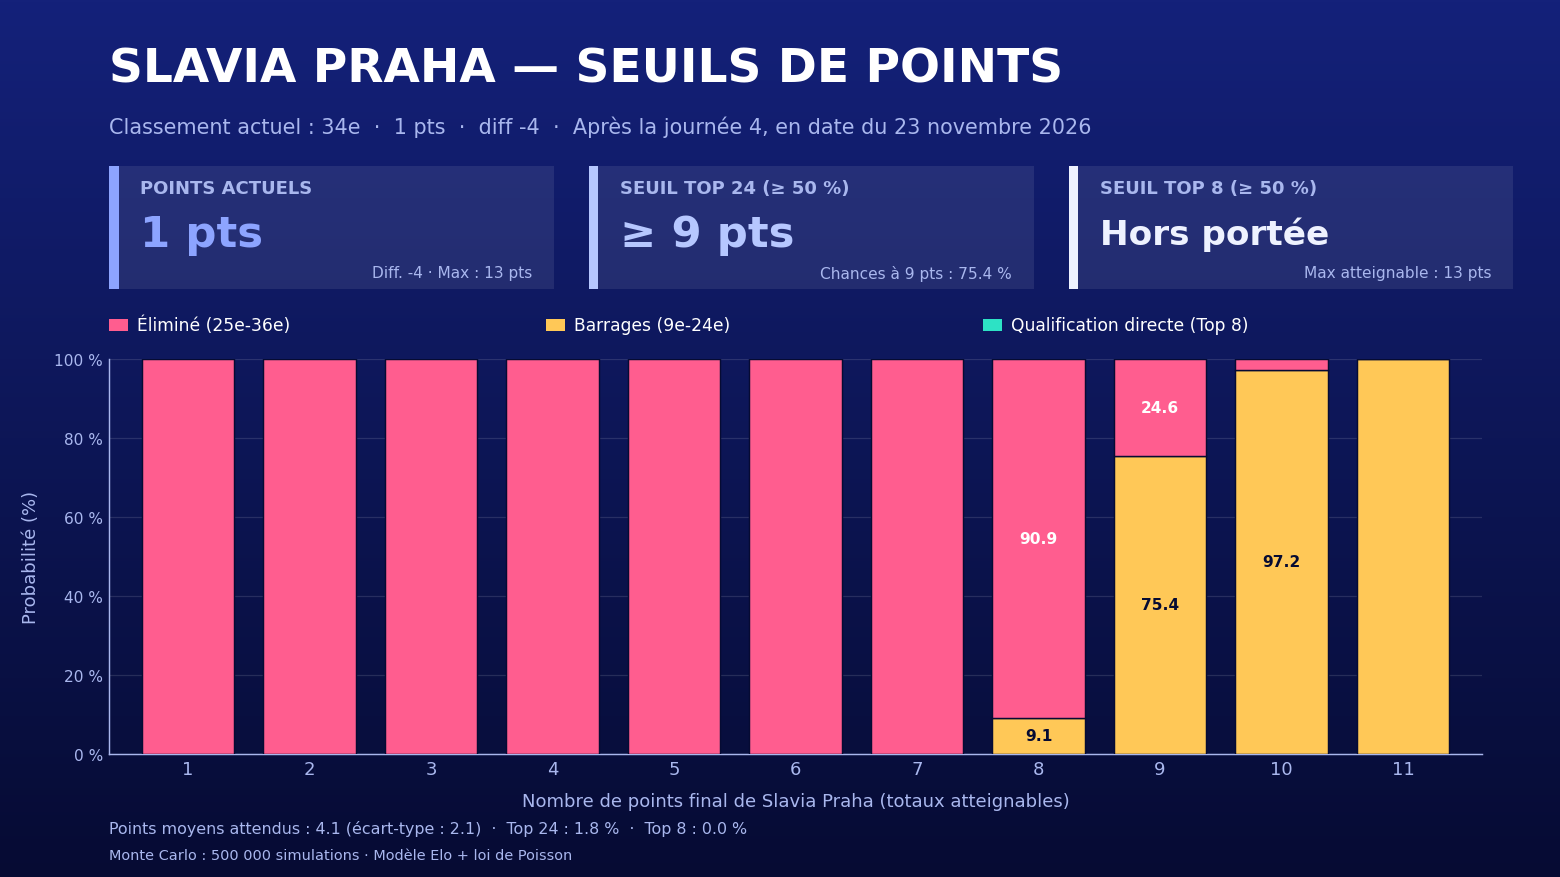 SLAVIA PRAHA — SEUILS DE POINTS
Classement actuel : 34e · 1 pts · diff -4 · Après la journée 4, en date du 23 novembre 2026
POINTS ACTUELS
1 pts
Diff. -4 · Max : 13 pts
SEUIL TOP 24 (≥ 50 %)
≥ 9 pts
Chances à 9 pts : 75.4 %
SEUIL TOP 8 (≥ 50 %)
Hors portée
Max atteignable : 13 pts
Éliminé (25e-36e)
Barrages (9e-24e)
Qualification directe (Top 8)
Probabilité (%)
100 %
80 %
60 %
40 %
20 %
0 %
90.9
9.1
24.6
75.4
97.2
1 2 3 4 5 6 7 8 9 10 11
Nombre de points final de Slavia Praha (totaux atteignables)
Points moyens attendus : 4.1 (écart-type : 2.1) · Top 24 : 1.8 % · Top 8 : 0.0 %
Monte Carlo : 500 000 simulations · Modèle Elo + loi de Poisson